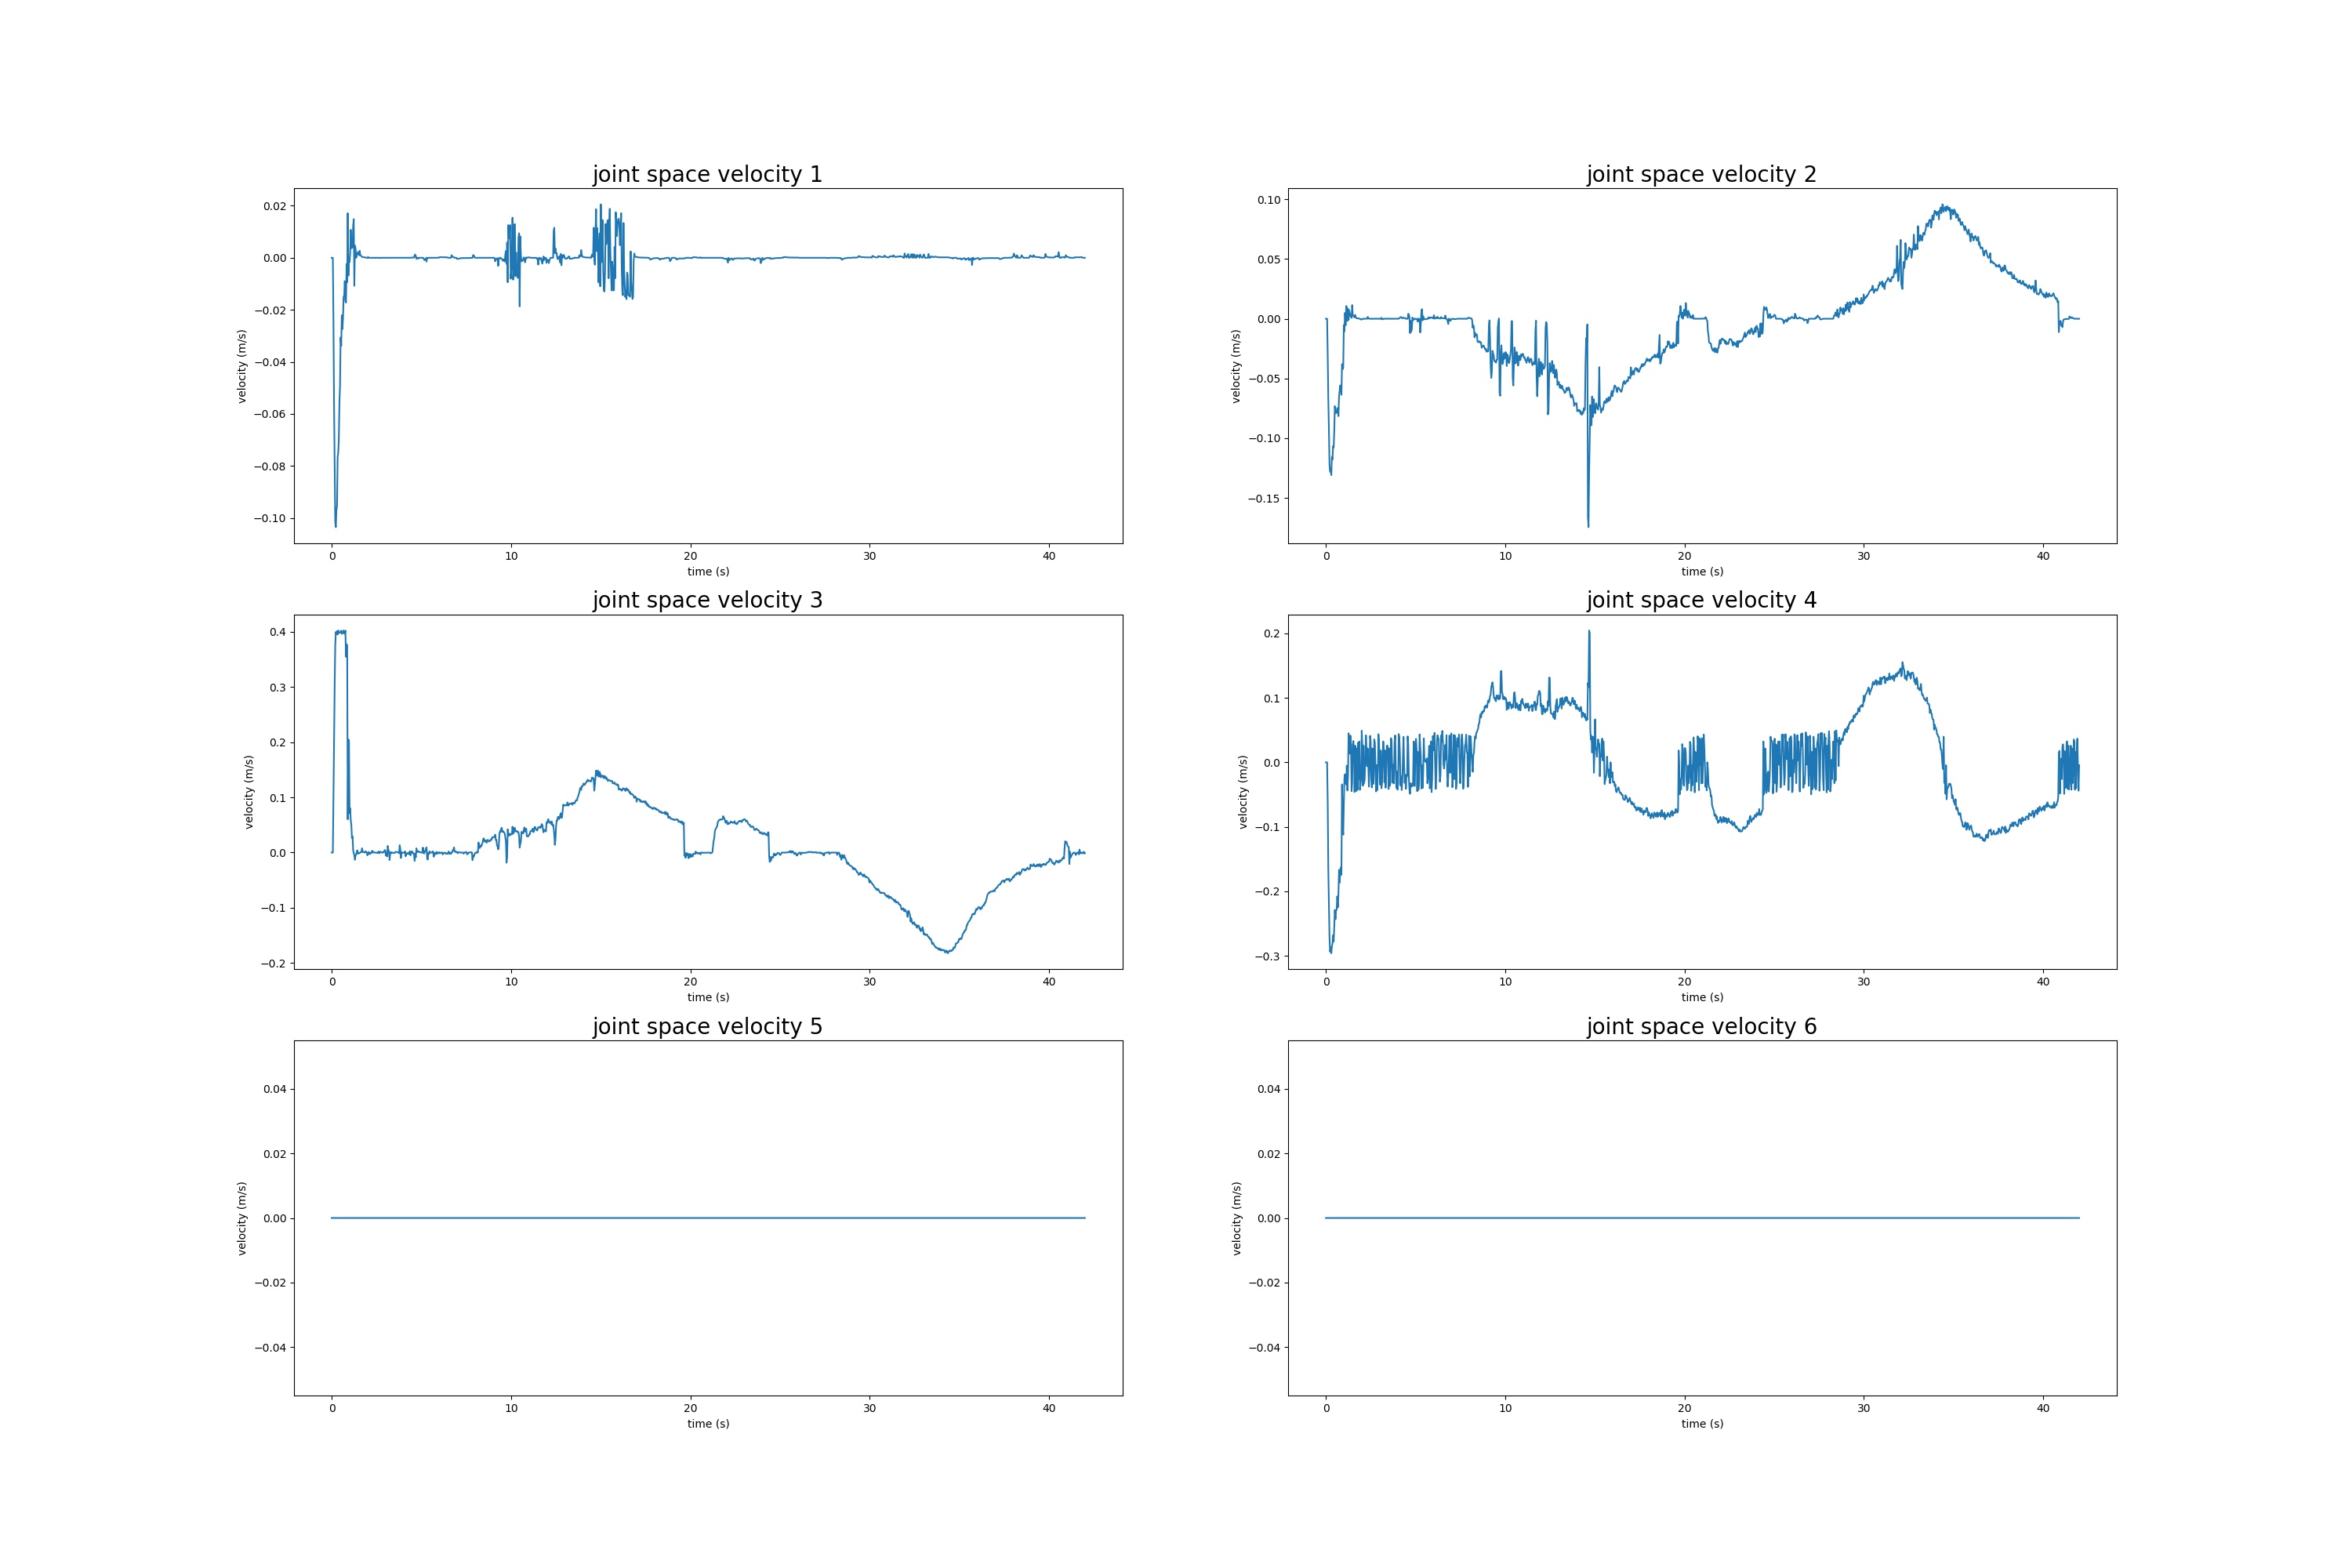 joint space velocity 1
0.02
0.00
−0.02
−0.04
−0.06
−0.08
−0.10
velocity (m/s)
0 10 20 30 40
time (s)
joint space velocity 2
0.10
0.05
0.00
−0.05
−0.10
−0.15
velocity (m/s)
0 10 20 30 40
time (s)
joint space velocity 3
0.4
0.3
0.2
0.1
0.0
−0.1
−0.2
velocity (m/s)
0 10 20 30 40
time (s)
joint space velocity 4
0.2
0.1
0.0
−0.1
−0.2
−0.3
velocity (m/s)
0 10 20 30 40
time (s)
joint space velocity 5
0.04
0.02
0.00
−0.02
−0.04
velocity (m/s)
0 10 20 30 40
time (s)
joint space velocity 6
0.04
0.02
0.00
−0.02
−0.04
velocity (m/s)
0 10 20 30 40
time (s)